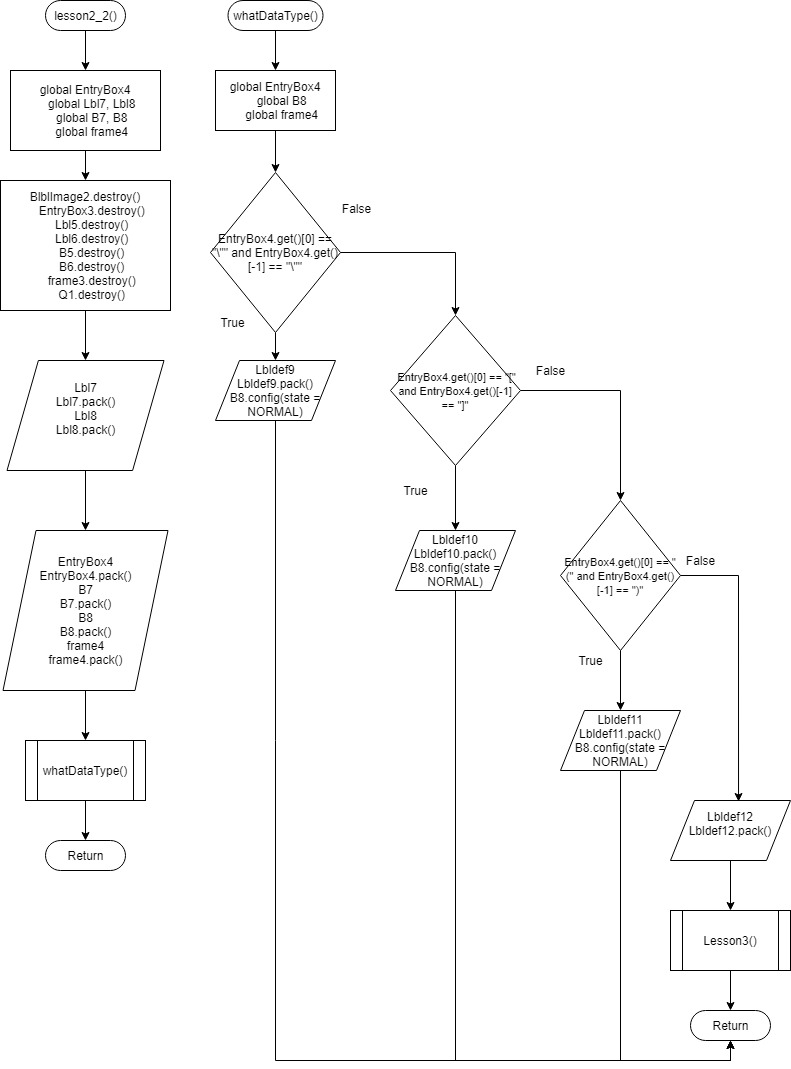 lesson2_2()
global EntryBox4
global Lbl7, Lbl8
global B7, B8
global frame4
BlblImage2.destroy()
EntryBox3.destroy()
Lbl5.destroy()
Lbl6.destroy()
B5.destroy()
B6.destroy()
frame3.destroy()
Q1.destroy()
Lbl7
Lbl7.pack()
Lbl8
Lbl8.pack()
EntryBox4
EntryBox4.pack()
B7
B7.pack()
B8
B8.pack()
frame4
frame4.pack()
whatDataType()
Return
whatDataType()
global EntryBox4
global B8
global frame4
EntryBox4.get()[0] ==
"\"" and EntryBox4.get()
[-1] == "\""
False
True
Lbldef9
Lbldef9.pack()
B8.config(state =
NORMAL)
EntryBox4.get()[0] == "["
and EntryBox4.get()[-1]
== "]"
False
True
Lbldef10
Lbldef10.pack()
B8.config(state =
NORMAL)
EntryBox4.get()[0] == "
(" and EntryBox4.get()
[-1] == ")"
False
True
Lbldef11
Lbldef11.pack()
B8.config(state =
NORMAL)
Lbldef12
Lbldef12.pack()
Lesson3()
Return